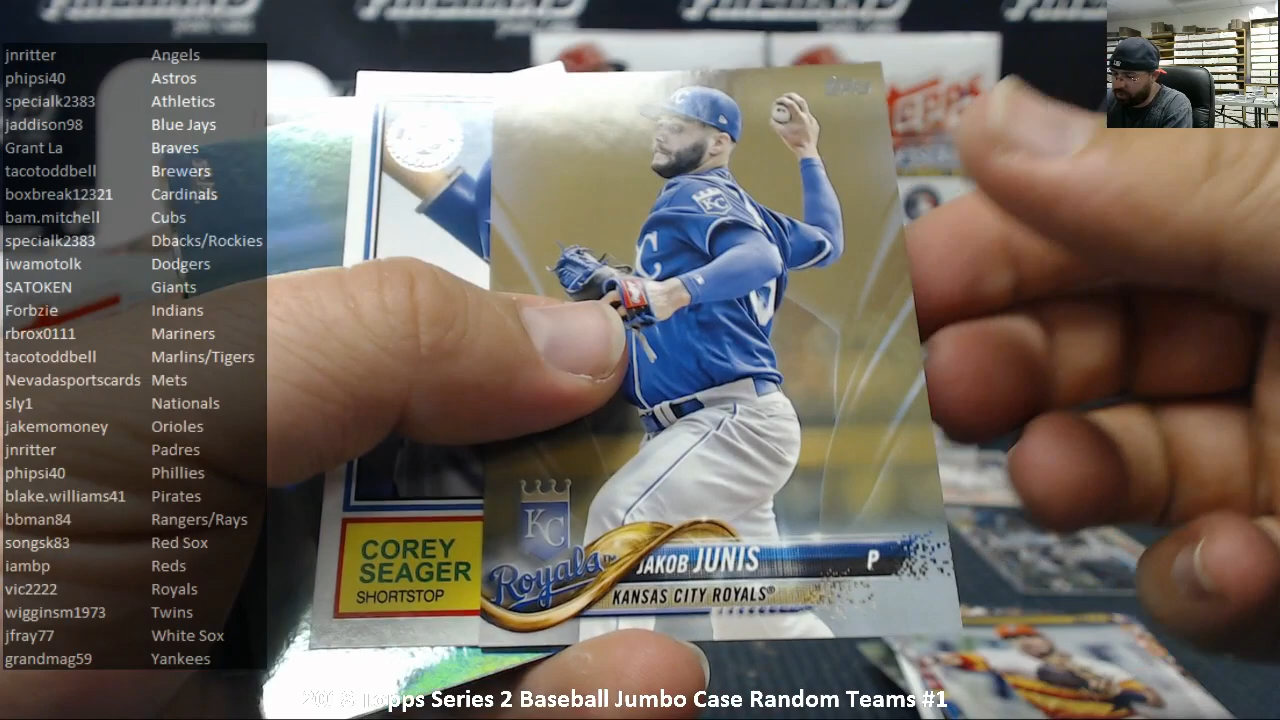 jnritter Angels
phipsi40 Astros
specialk2383 Athletics
jaddison98 Blue Jays
Grant La Braves
tacotoddbell Brewers
boxbreak12321 Cardinals
bam.mitchell Cubs
specialk2383 Dbacks/Rockies
iwamotolk Dodgers
SATOKEN Giants
Forbzie Indians
rbrox0111 Mariners
tacotoddbell Marlins/Tigers
Nevadasportscards Mets
sly1 Nationals
jakemomoney Orioles
jnritter Padres
phipsi40 Phillies
blake.williams41 Pirates
bbman84 Rangers/Rays
songsk83 Red Sox
iambp Reds
vic2222 Royals
wigginsm1973 Twins
jfray77 White Sox
grandmag59 Yankees
TOPPS
KC
C
KC
Royals
JAKOB JUNIS P
KANSAS CITY ROYALS®
COREY
SEAGER
SHORTSTOP
2018 Topps Series 2 Baseball Jumbo Case Random Teams #1